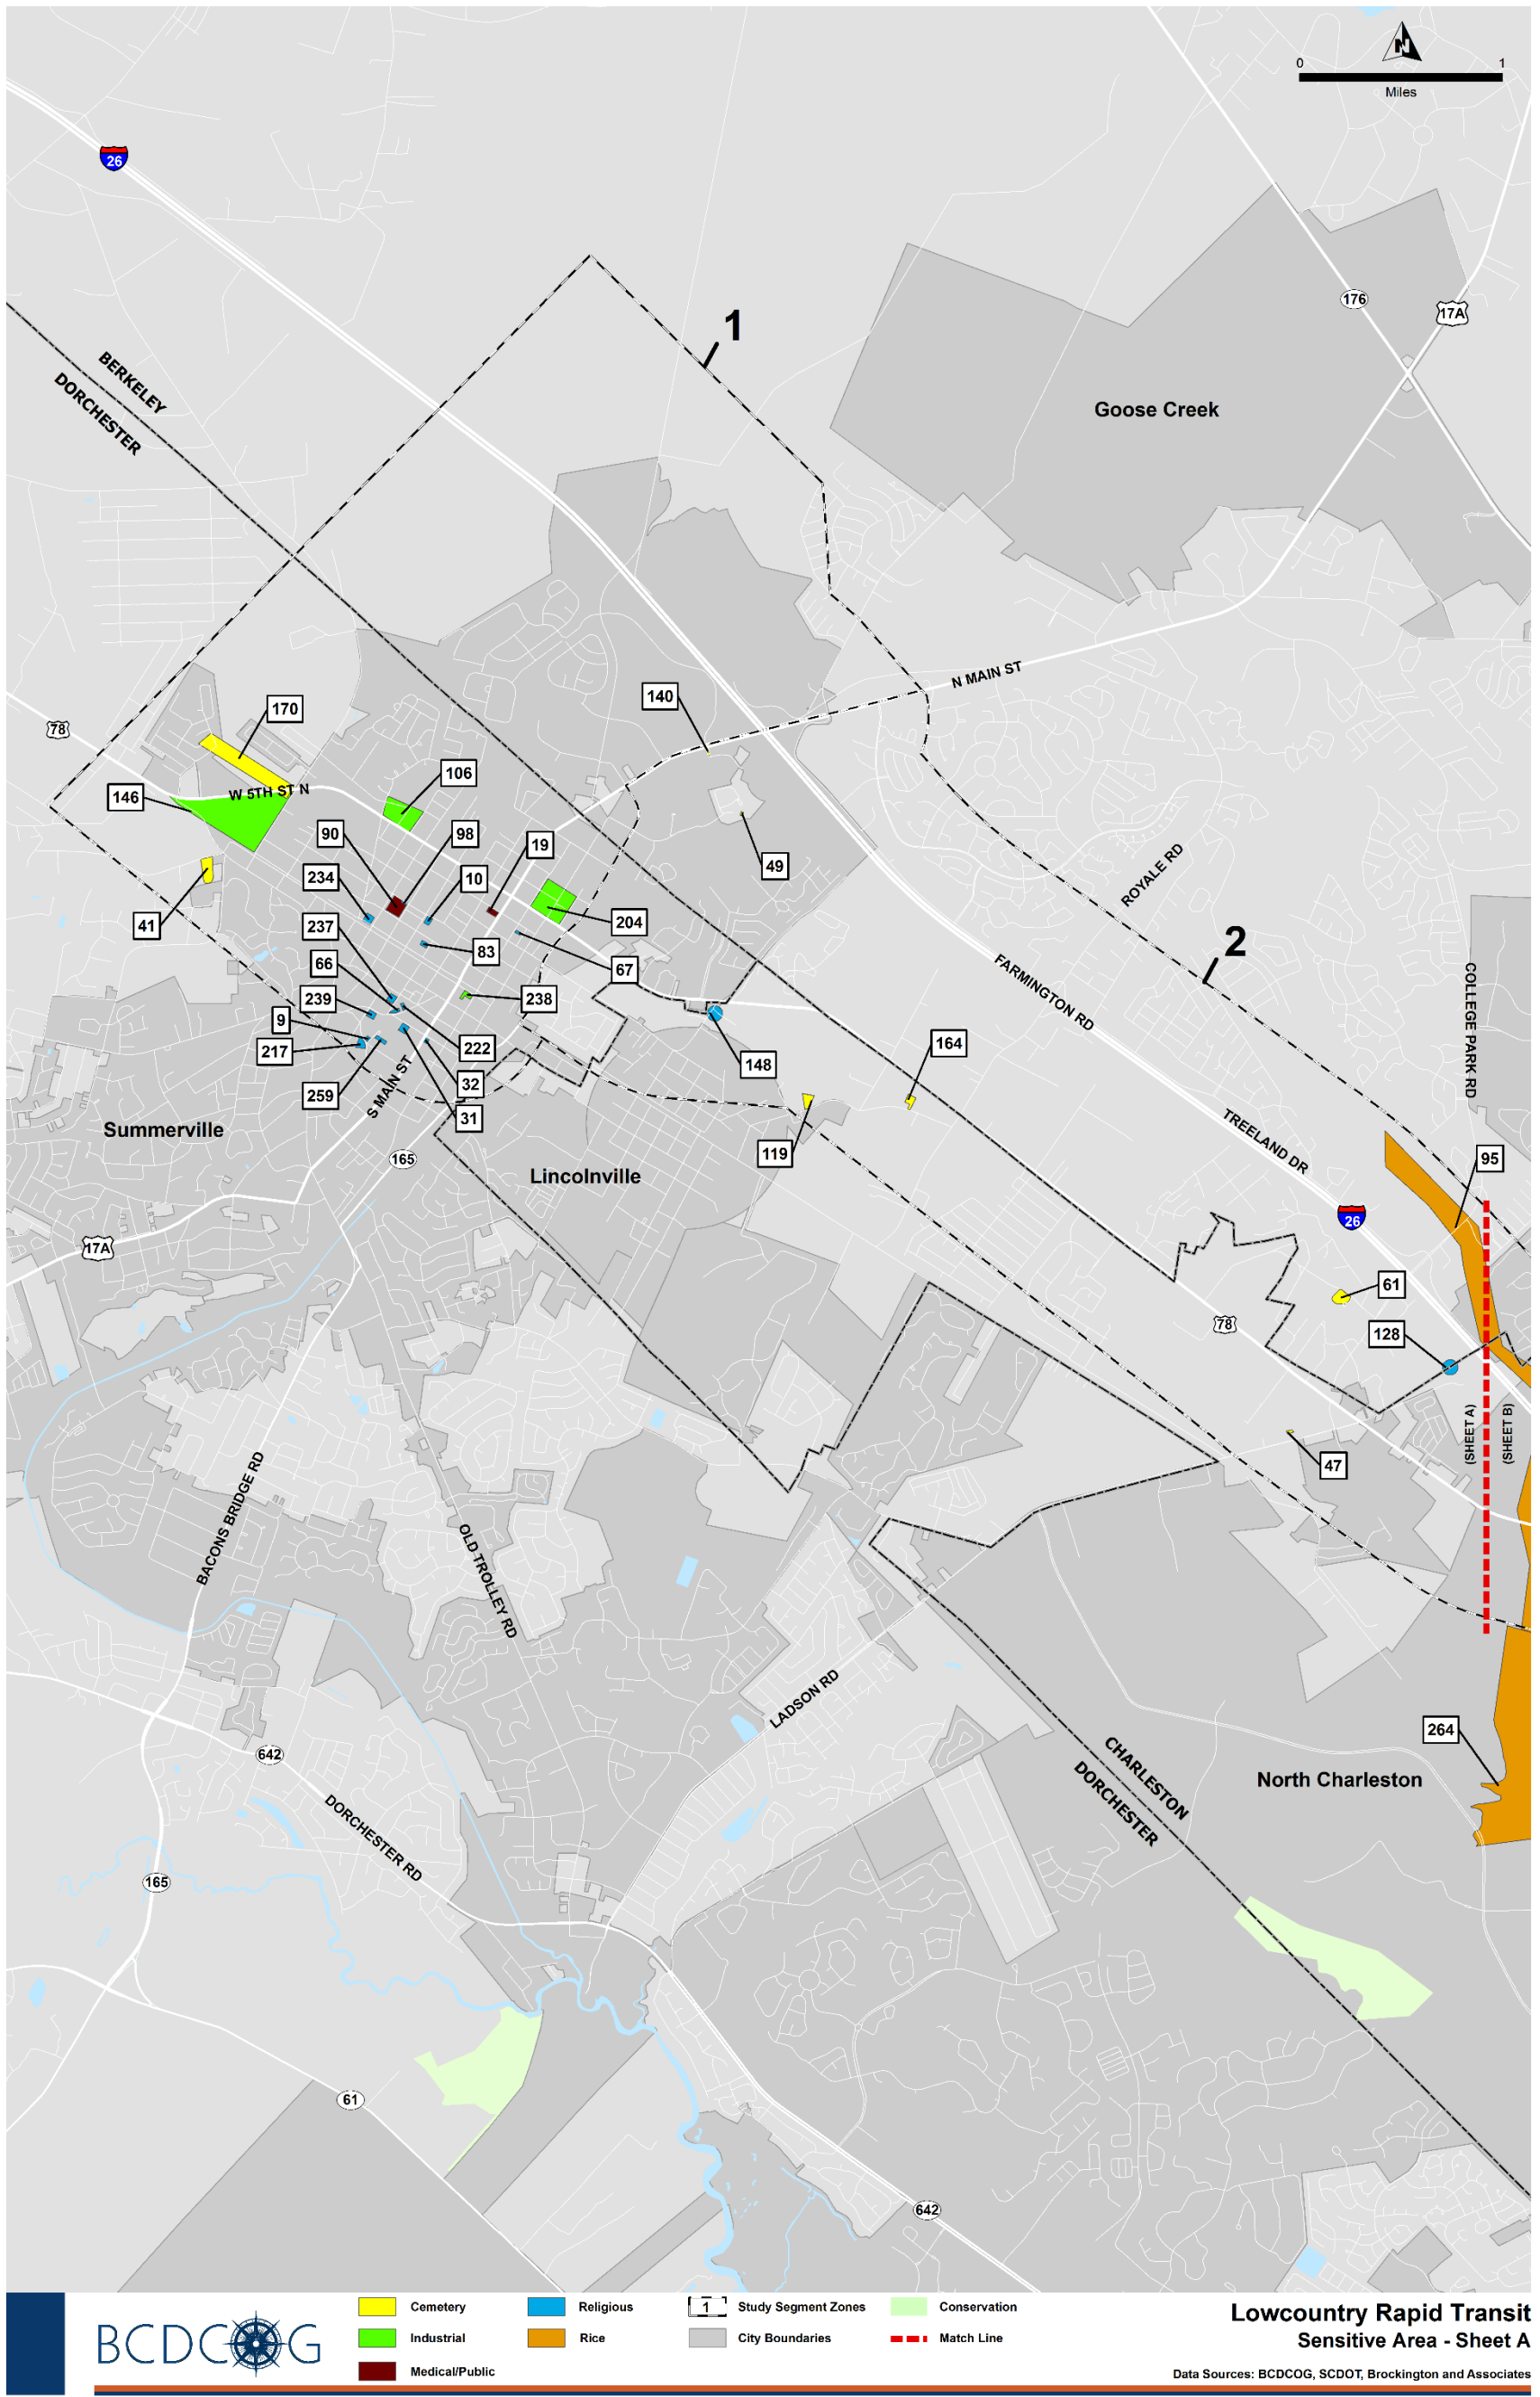 N
0 1
Miles
26
1
176
17A
BERKELEY
DORCHESTER
Goose Creek
N MAIN ST
140
170
78
106
146
W 5TH ST N
90
98
19
49
ROYALE RD
234
10
41
237
204
2
83
66
67
FARMINGTON RD
COLLEGE PARK RD
239
238
9
217
222
148
164
259
32
S MAIN ST
31
Summerville
119
TREELAND DR
165
Lincolnville
95
26
17A
61
78
128
(SHEET A)
(SHEET B)
47
BACONS BRIDGE RD
OLD TROLLEY RD
LADSON RD
264
642
CHARLESTON
DORCHESTER
North Charleston
DORCHESTER RD
165
61
642
BCDCOG
Cemetery
Industrial
Medical/Public
Religious
Rice
1
Study Segment Zones
City Boundaries
Conservation
Match Line
Lowcountry Rapid Transit
Sensitive Area - Sheet A
Data Sources: BCDCOG, SCDOT, Brockington and Associates